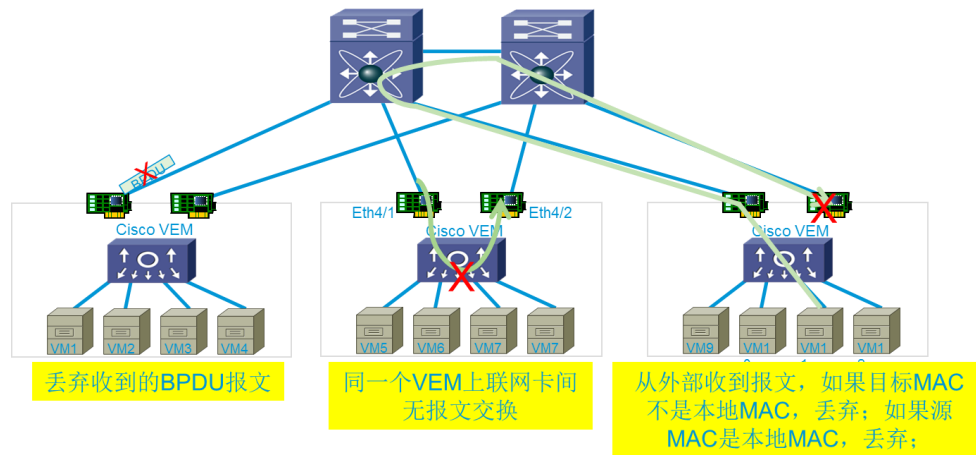 BPDU
Eth4/1
Eth4/2
Cisco VEM
Cisco VEM
Cisco VEM
VM1
VM2
VM3
VM4
VM5
VM6
VM7
VM7
VM9
VM1
VM1
VM1
丢弃收到的BPDU报文
同一个VEM上联网卡间
无报文交换
从外部收到报文，如果目标MAC
不是本地MAC，丢弃；如果源
MAC是本地MAC，丢弃；